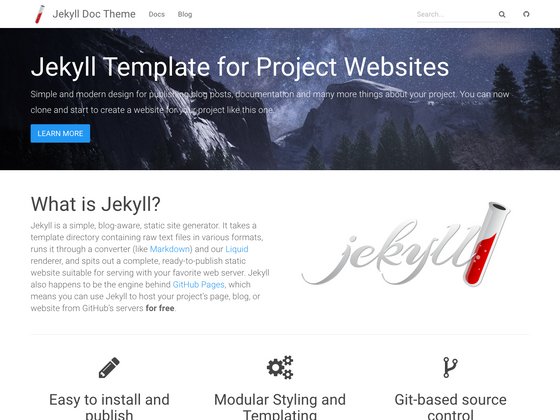 Jekyll Doc Theme Docs Blog Search...
Jekyll Template for Project Websites
Simple and modern design for publishing blog posts, documentation and many more things about your project. You can now
clone and start to create a website for your project like this one.
LEARN MORE
What is Jekyll?
Jekyll is a simple, blog-aware, static site generator. It takes a
template directory containing raw text files in various formats,
runs it through a converter (like Markdown) and our Liquid
renderer, and spits out a complete, ready-to-publish static
website suitable for serving with your favorite web server. Jekyll
also happens to be the engine behind GitHub Pages, which
means you can use Jekyll to host your project's page, blog, or
website from GitHub's servers for free.
jekyll
Easy to install and
publish
Modular Styling and
Templating
Git-based source
control